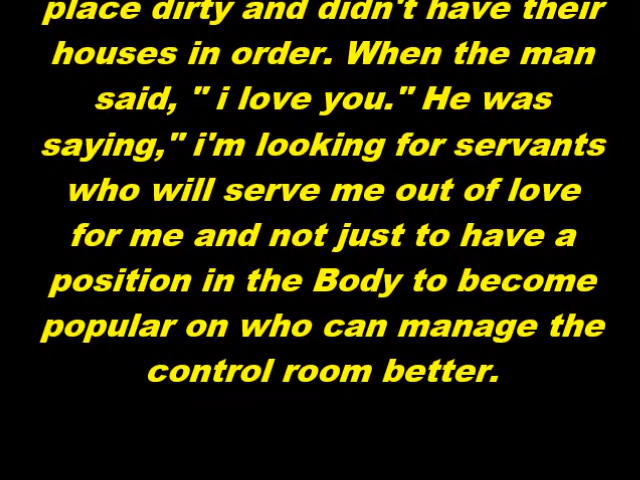 place dirty and didn't have their
houses in order. When the man
said, " i love you." He was
saying," i'm looking for servants
who will serve me out of love
for me and not just to have a
position in the Body to become
popular on who can manage the
control room better.